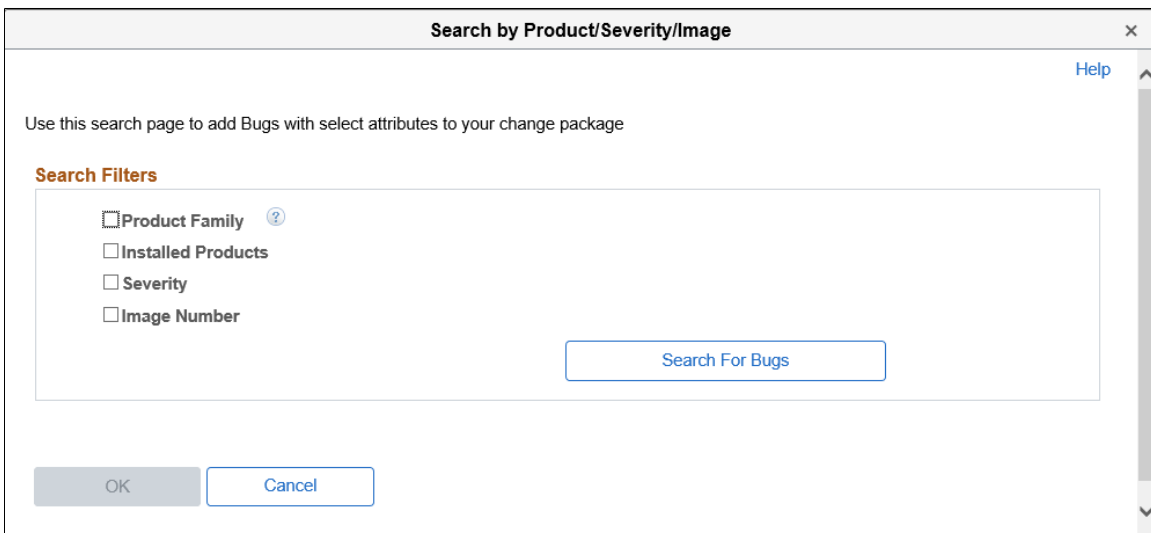 Search by Product/Severity/Image
×
Help
Use this search page to add Bugs with select attributes to your change package
Search Filters
Product Family ?
Installed Products
Severity
Image Number
Search For Bugs
OK Cancel